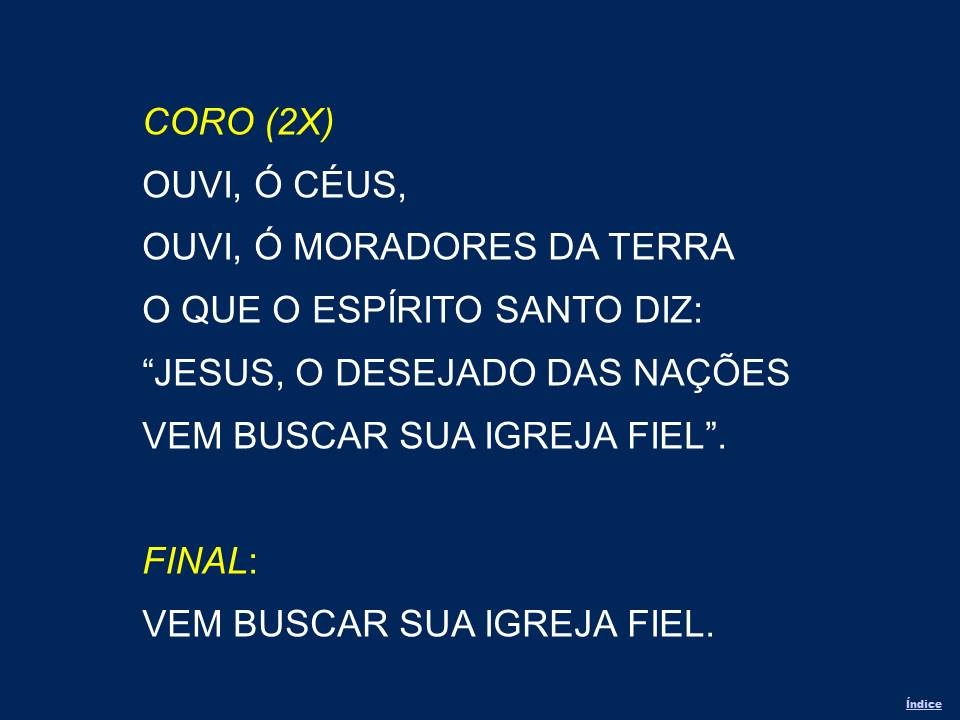 CORO (2X)
OUVI, Ó CÉUS,
OUVI, Ó MORADORES DA TERRA
O QUE O ESPÍRITO SANTO DIZ:
“JESUS, O DESEJADO DAS NAÇÕES
VEM BUSCAR SUA IGREJA FIEL”.
FINAL:
VEM BUSCAR SUA IGREJA FIEL.
Índice